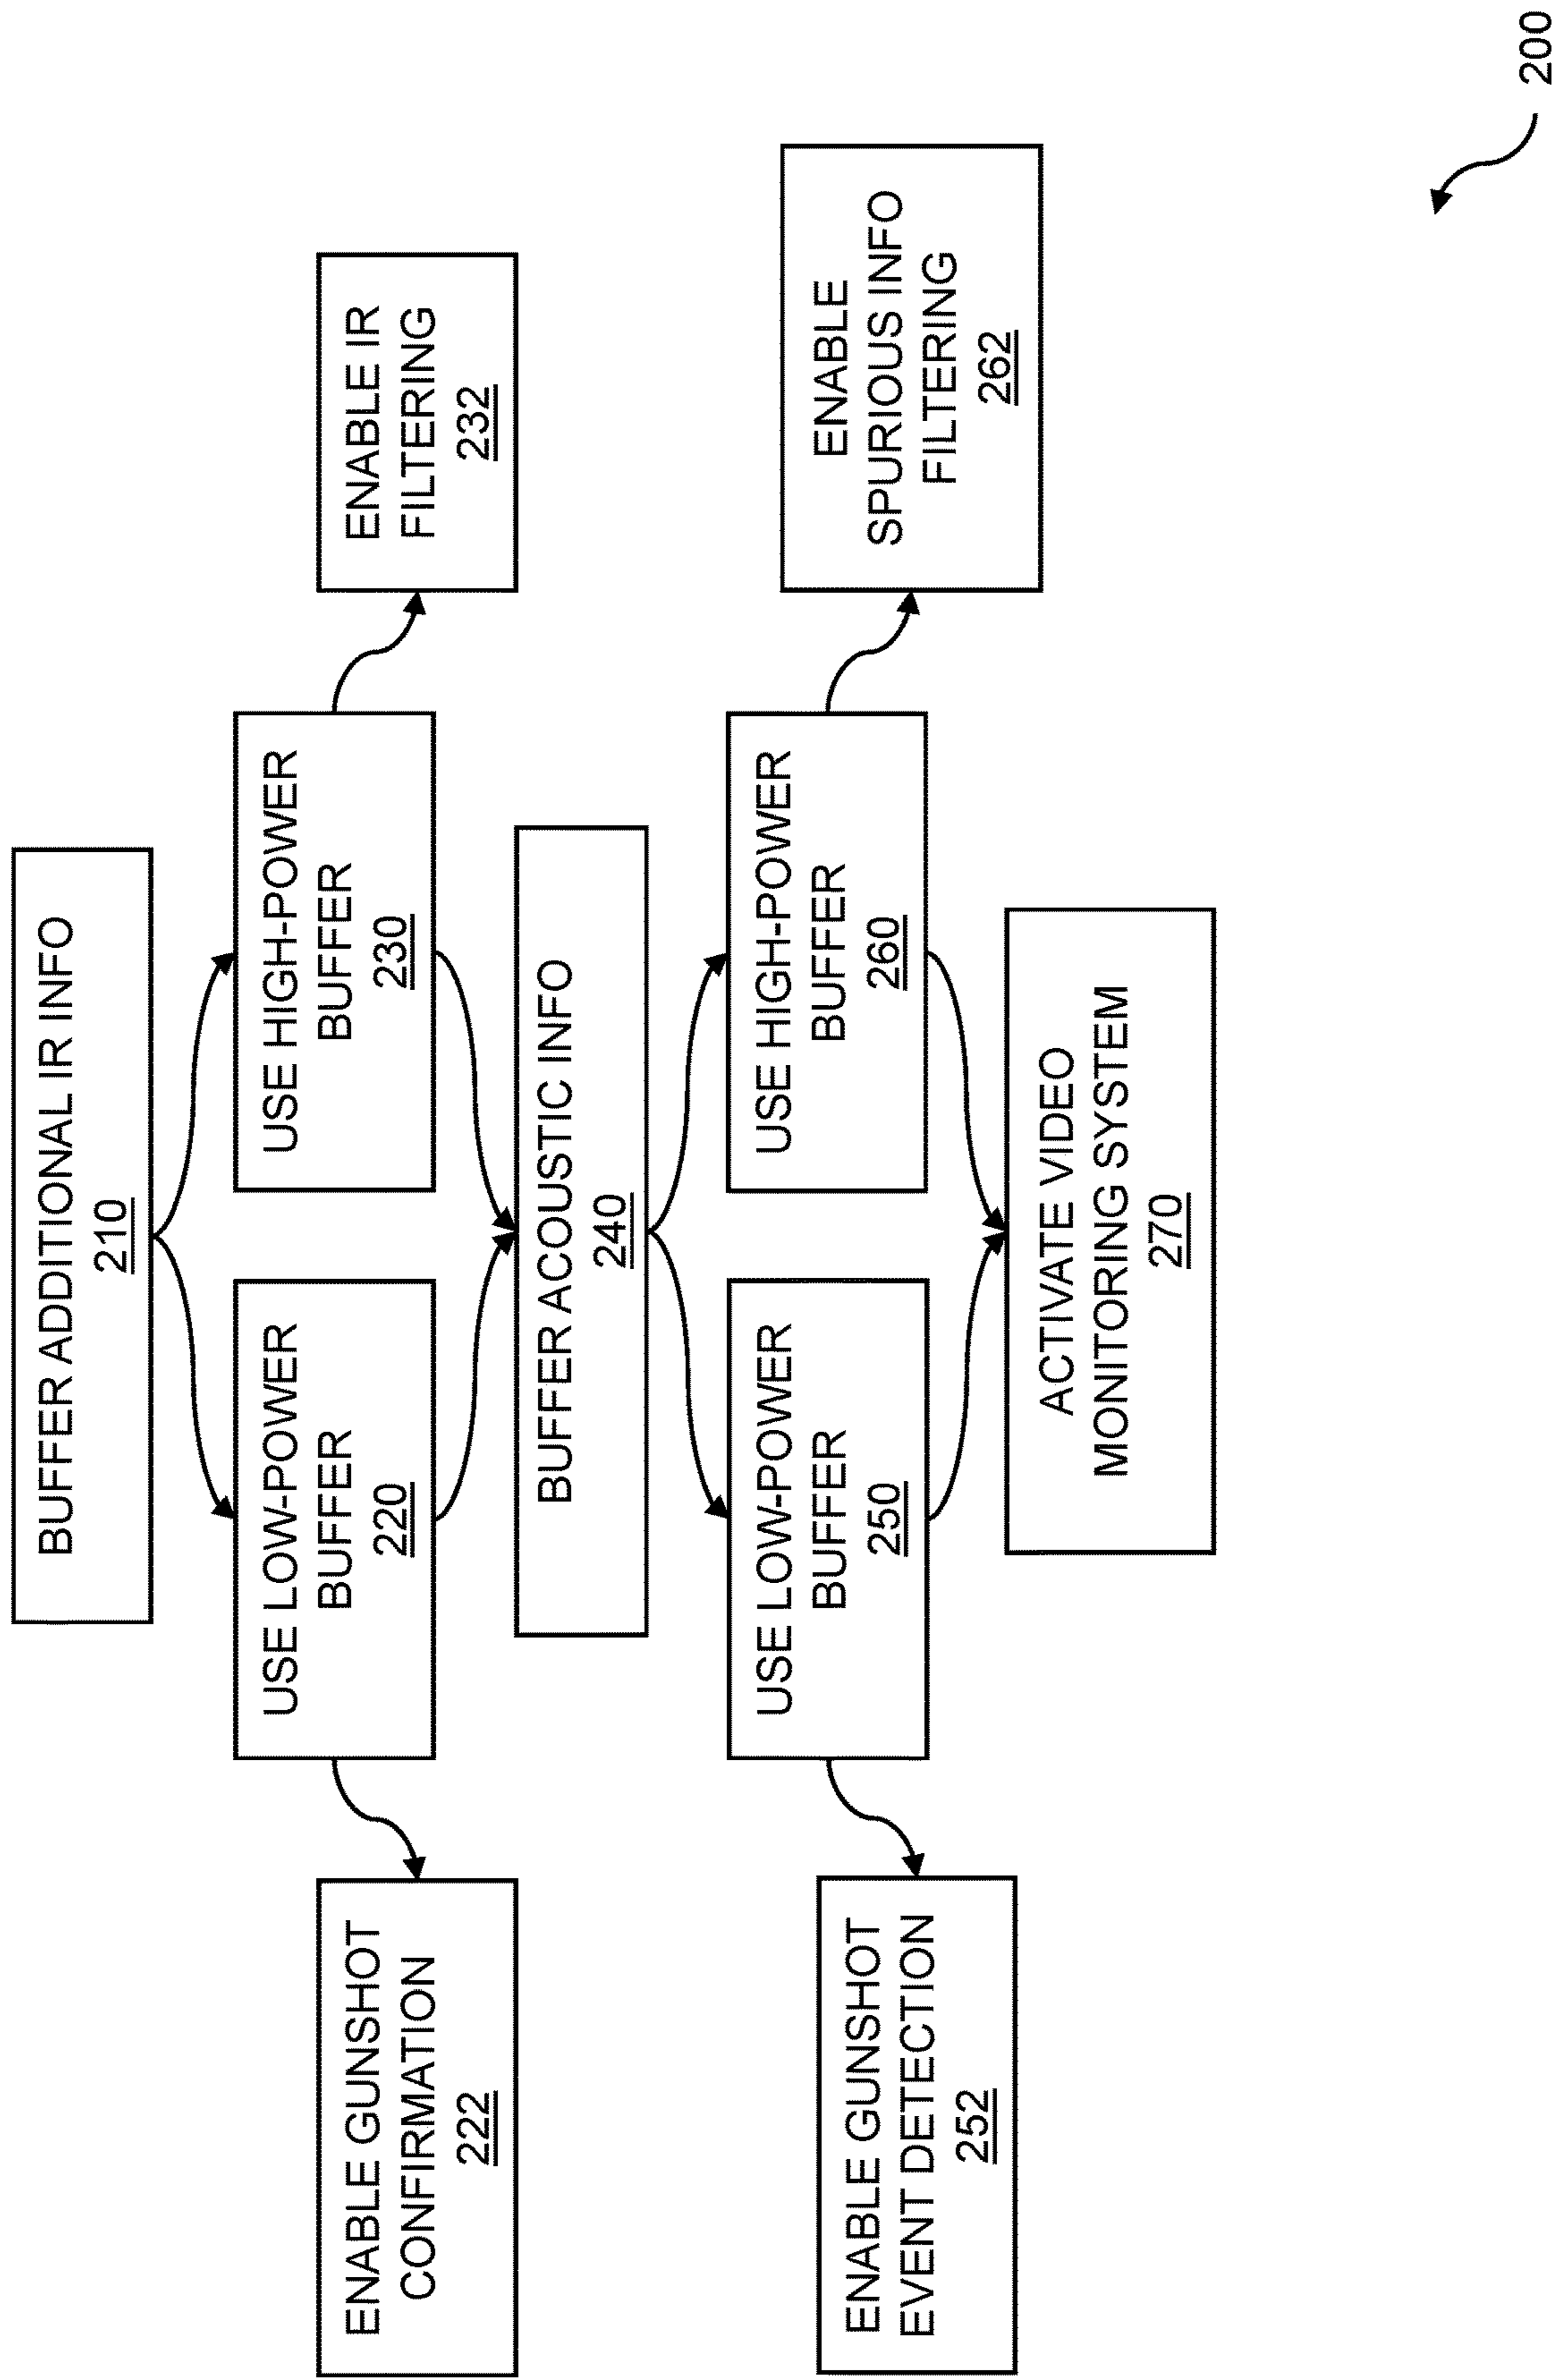 BUFFER ADDITIONAL IR INFO
210
USE LOW-POWER
BUFFER
220
USE HIGH-POWER
BUFFER
230
ENABLE GUNSHOT
CONFIRMATION
222
ENABLE IR
FILTERING
232
BUFFER ACOUSTIC INFO
240
USE LOW-POWER
BUFFER
250
USE HIGH-POWER
BUFFER
260
ENABLE GUNSHOT
EVENT DETECTION
252
ENABLE
SPURIOUS INFO
FILTERING
262
ACTIVATE VIDEO
MONITORING SYSTEM
270
200